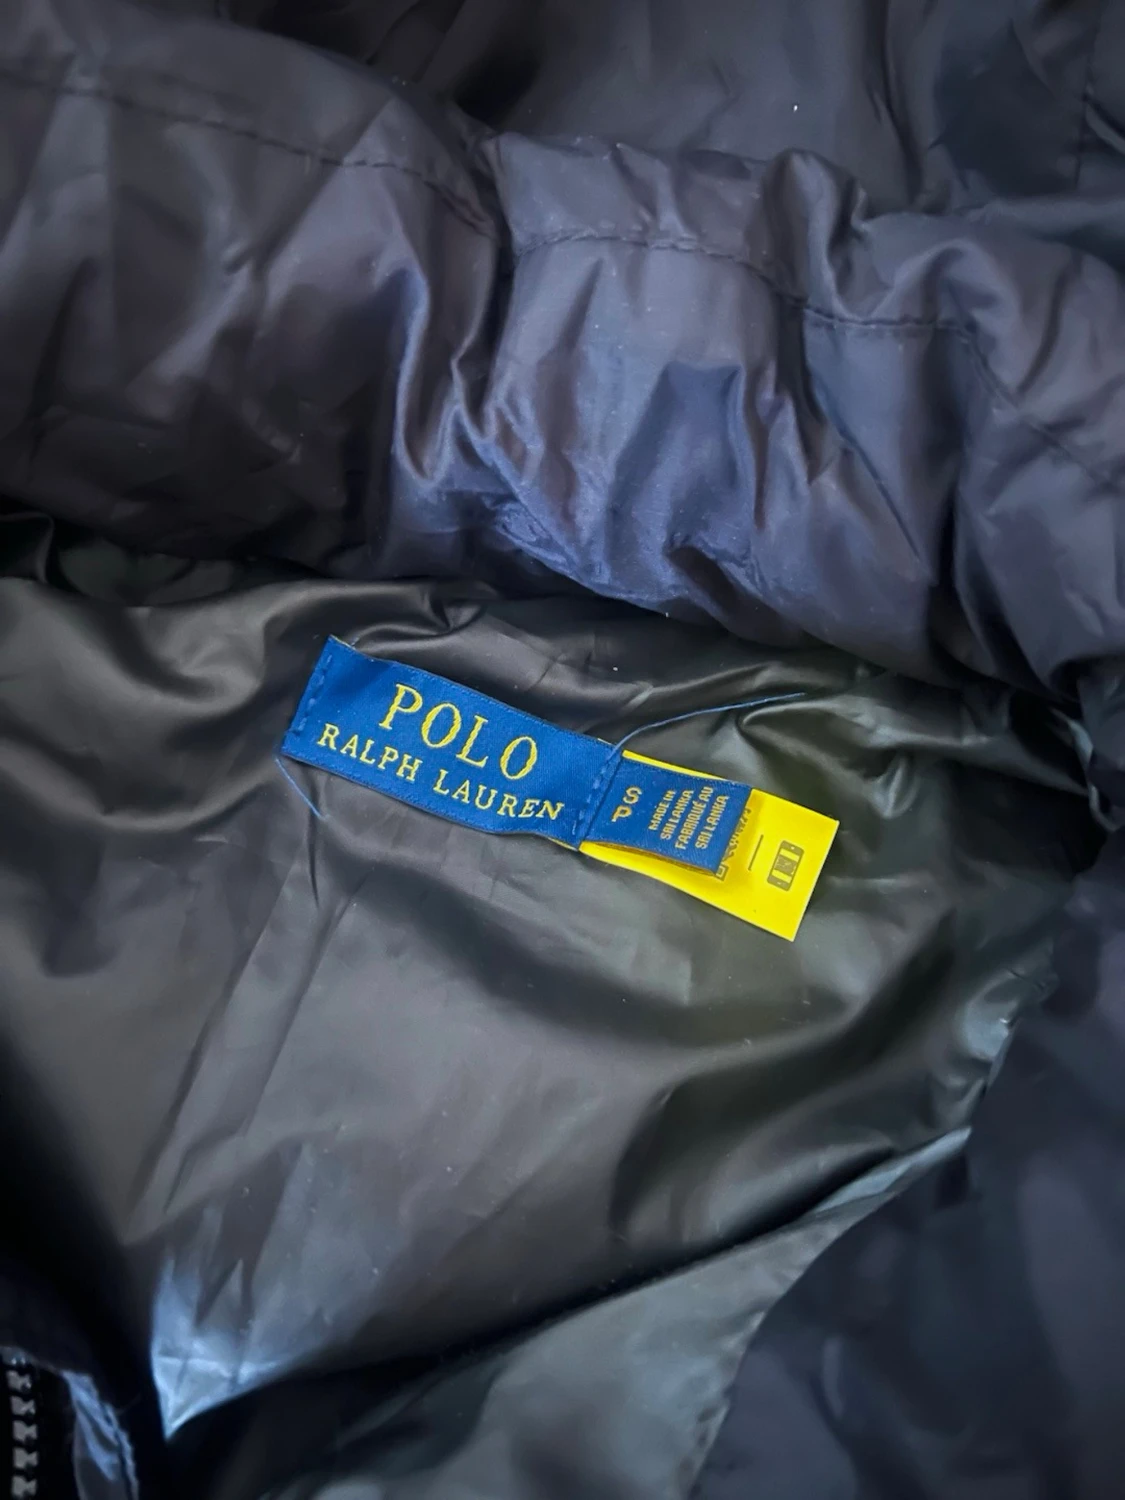 POLO
RALPH LAUREN
S
P
MADE IN
SRI LANKA
FABRIQUÉ AU
SRI LANKA